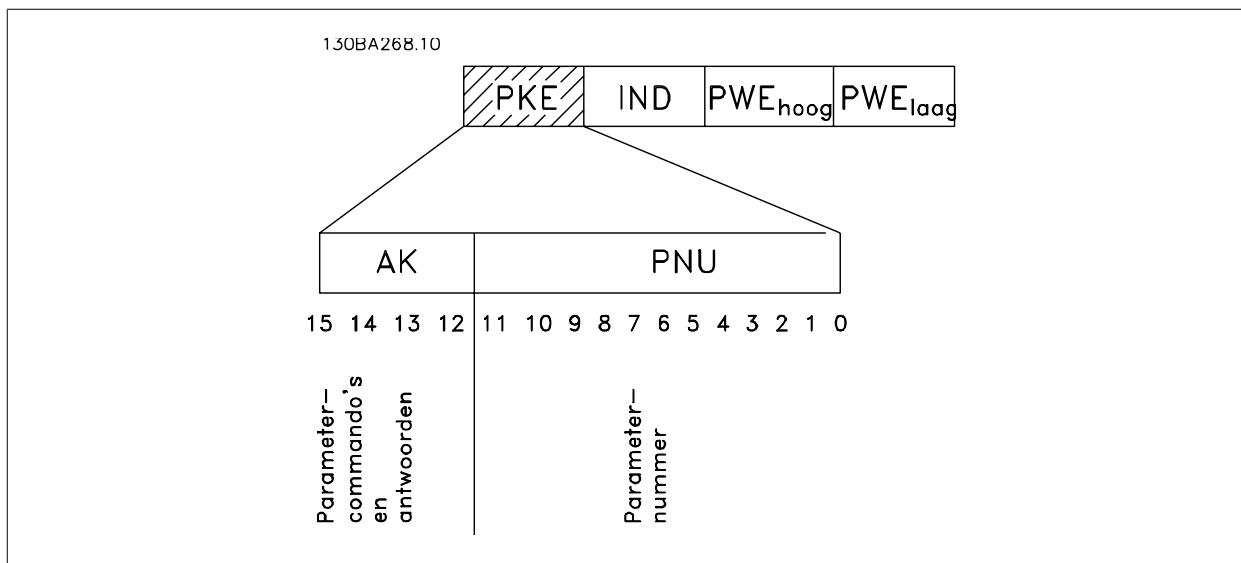 130BA268.10
PKE IND PWEhoog PWElaag
AK PNU
15 14 13 12 11 10 9 8 7 6 5 4 3 2 1 0
Parameter–
commando's
en
antwoorden
Parameter–
nummer